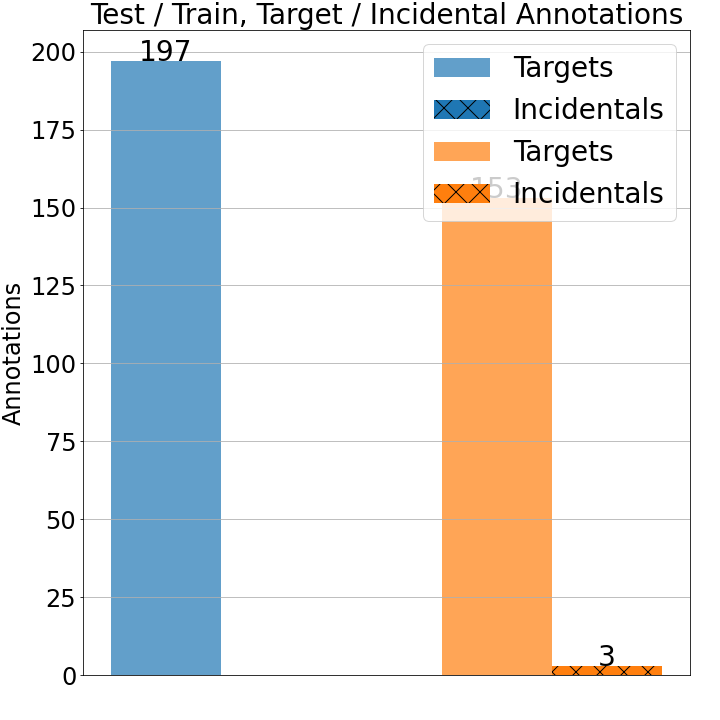 Test / Train, Target / Incidental Annotations
200
175
150
125
100
75
50
25
0
Annotations
197
153
3
Targets
Incidentals
Targets
Incidentals